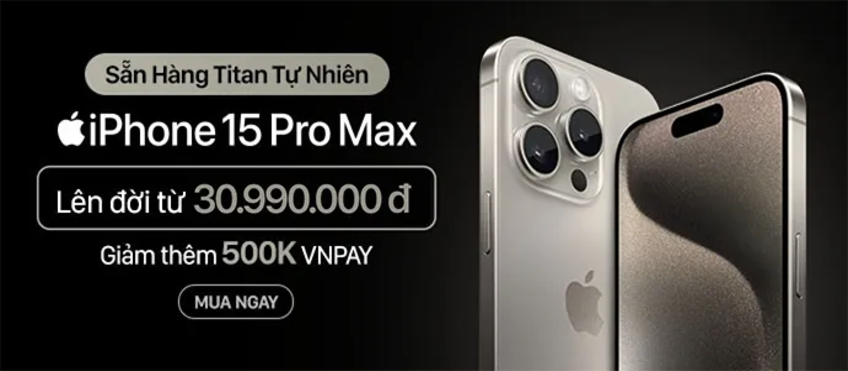 Sẵn Hàng Titan Tự Nhiên
iPhone 15 Pro Max
Lên đời từ 30.990.000 đ
Giảm thêm 500K VNPAY
MUA NGAY